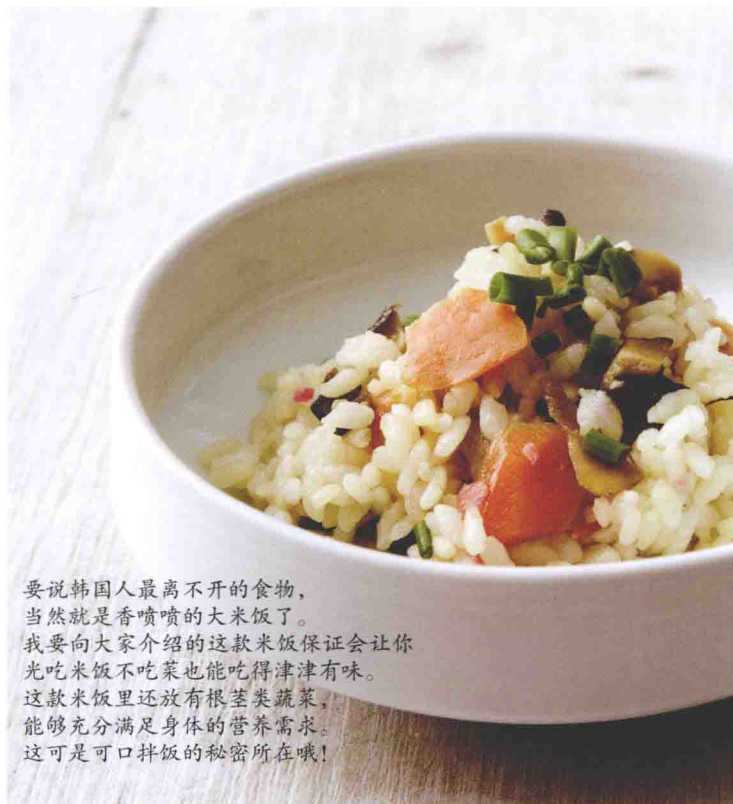 要说韩国人最离不开的食物，
当然就是香喷喷的大米饭了。
我要向大家介绍的这款米饭保证会让你
光吃米饭不吃菜也能吃得津津有味。
这款米饭里还放有根茎类蔬菜，
能够充分满足身体的营养需求。
这可是可口拌饭的秘密所在哦！